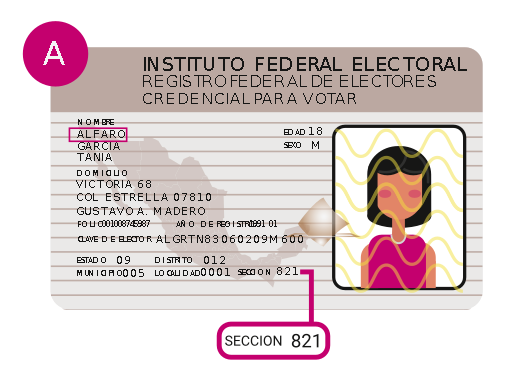 A
INSTITUTO FEDERAL ELECTORAL
REGISTRO FEDERAL DE ELECTORES
CREDENCIAL PARA VOTAR
NOMBRE
ALFARO
GARCIA
TANIA
EDAD 18
SEXO M
DOMICILIO
VICTORIA 68
COL ESTRELLA 07810
GUSTAVO A. MADERO
FOLIO 001008745987 AÑO DE REGISTRO 1991 01
CLAVE DE ELECTOR ALGRTN83060209M600
ESTADO 09 DISTRITO 012
MUNICIPIO 005 LOCALIDAD 0001 SECCION 821
SECCION 821